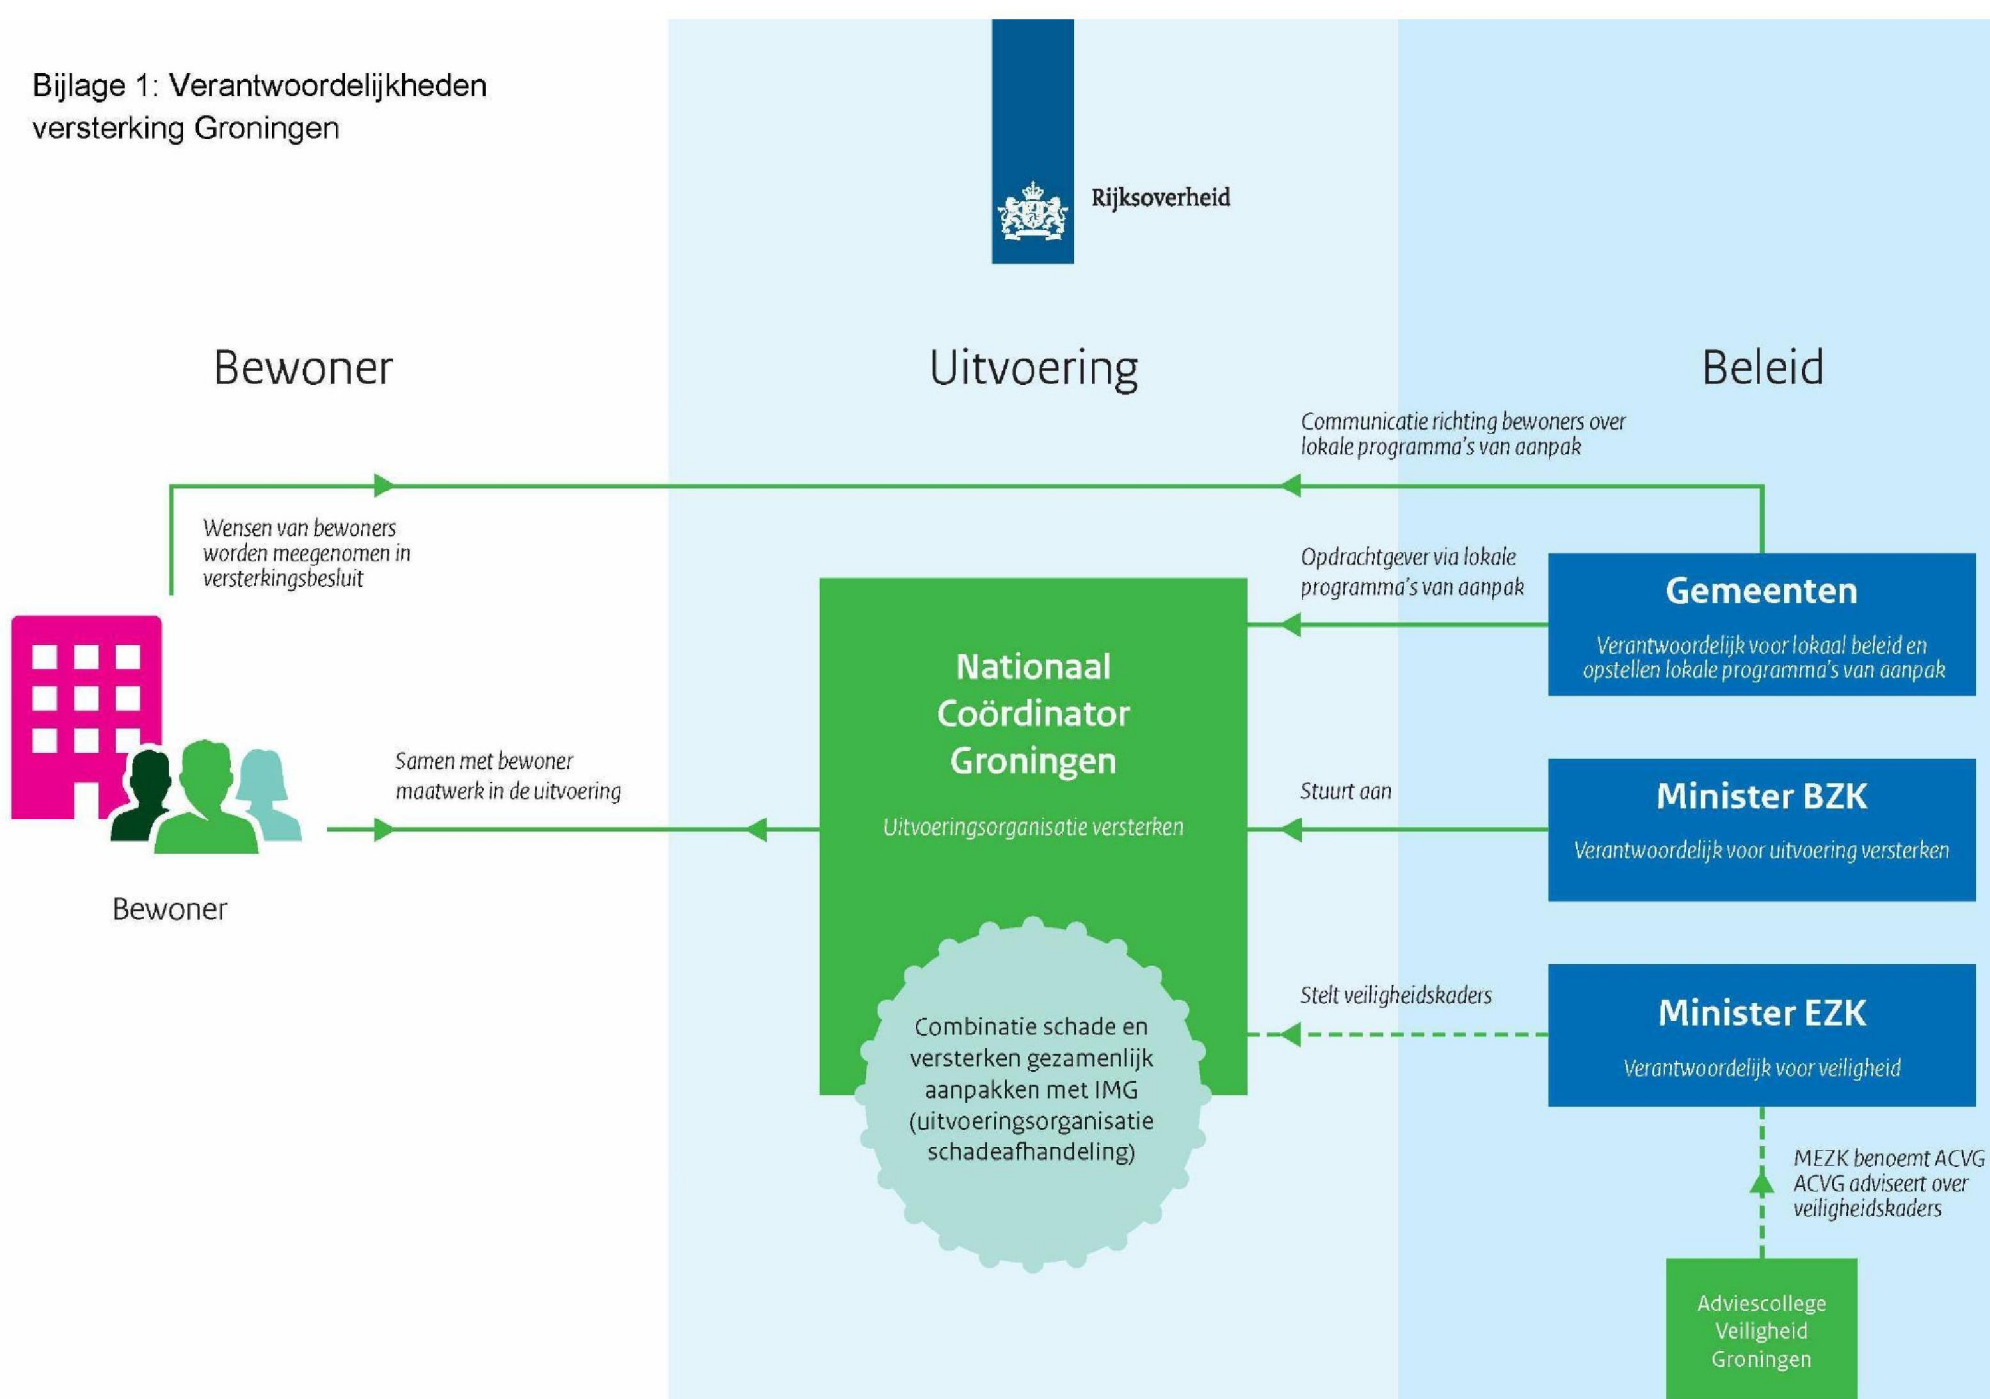 Bijlage 1: Verantwoordelijkheden
versterking Groningen
Rijksoverheid
Bewoner
Uitvoering
Beleid
Communicatie richting bewoners over
lokale programma's van aanpak
Wensen van bewoners
worden meegenomen in
versterkingsbesluit
Opdrachtgever via lokale
programma's van aanpak
Gemeenten
Verantwoordelijk voor lokaal beleid en
opstellen lokale programma's van aanpak
Nationaal
Coördinator
Groningen
Uitvoeringsorganisatie versterken
Samen met bewoner
maatwerk in de uitvoering
Stuurt aan
Minister BZK
Verantwoordelijk voor uitvoering versterken
Bewoner
Combinatie schade en
versterken gezamenlijk
aanpakken met IMG
(uitvoeringsorganisatie
schadeafhandeling)
Stelt veiligheidskaders
Minister EZK
Verantwoordelijk voor veiligheid
MEZK benoemt ACVG
ACVG adviseert over
veiligheidskaders
Adviescollege
Veiligheid
Groningen